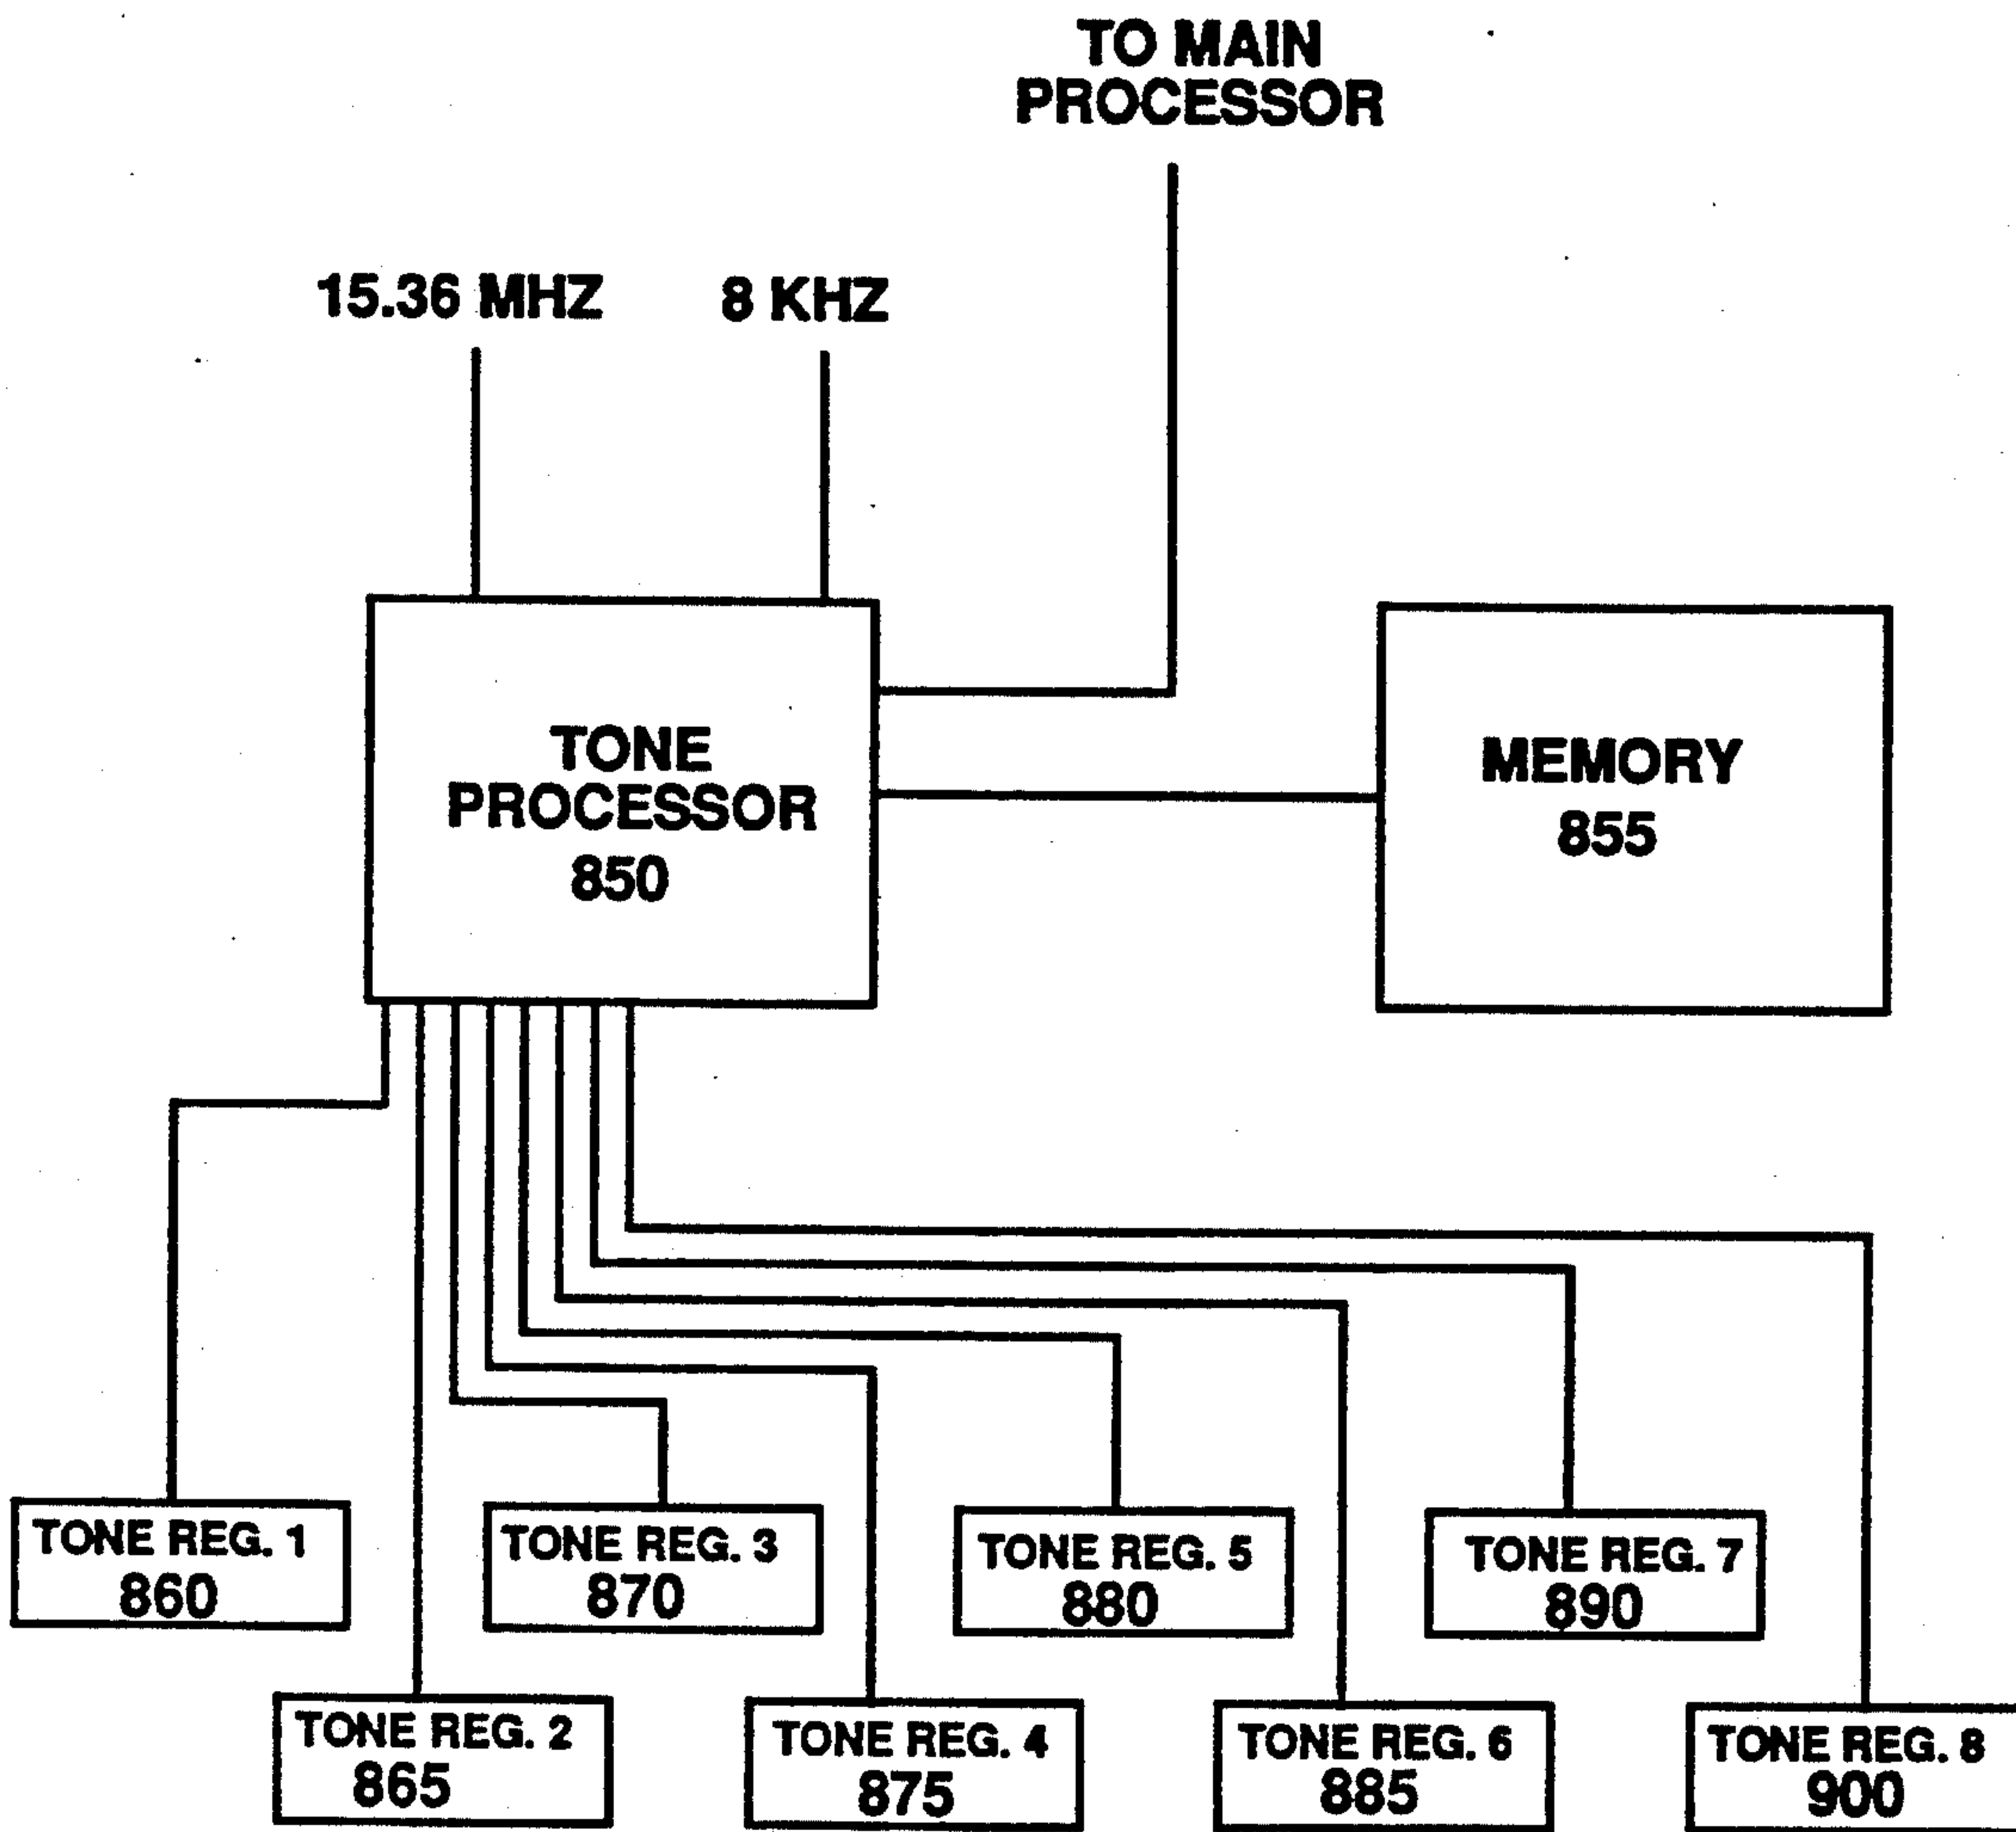 TO MAIN
PROCESSOR
15.36 MHZ
8 KHZ
TONE
PROCESSOR
850
MEMORY
855
TONE REG. 1
860
TONE REG. 3
870
TONE REG. 5
880
TONE REG. 7
890
TONE REG. 2
865
TONE REG. 4
875
TONE REG. 6
885
TONE REG. 8
900